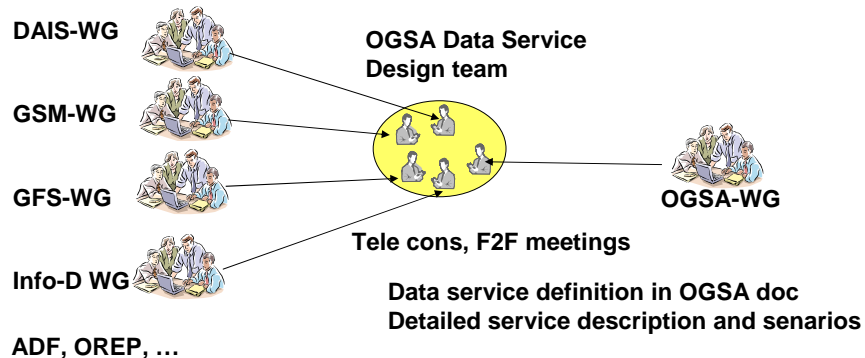 DAIS-WG
OGSA Data Service
Design team
GSM-WG
GFS-WG
OGSA-WG
Tele cons, F2F meetings
Info-D WG
Data service definition in OGSA doc
Detailed service description and senarios
ADF, OREP, …